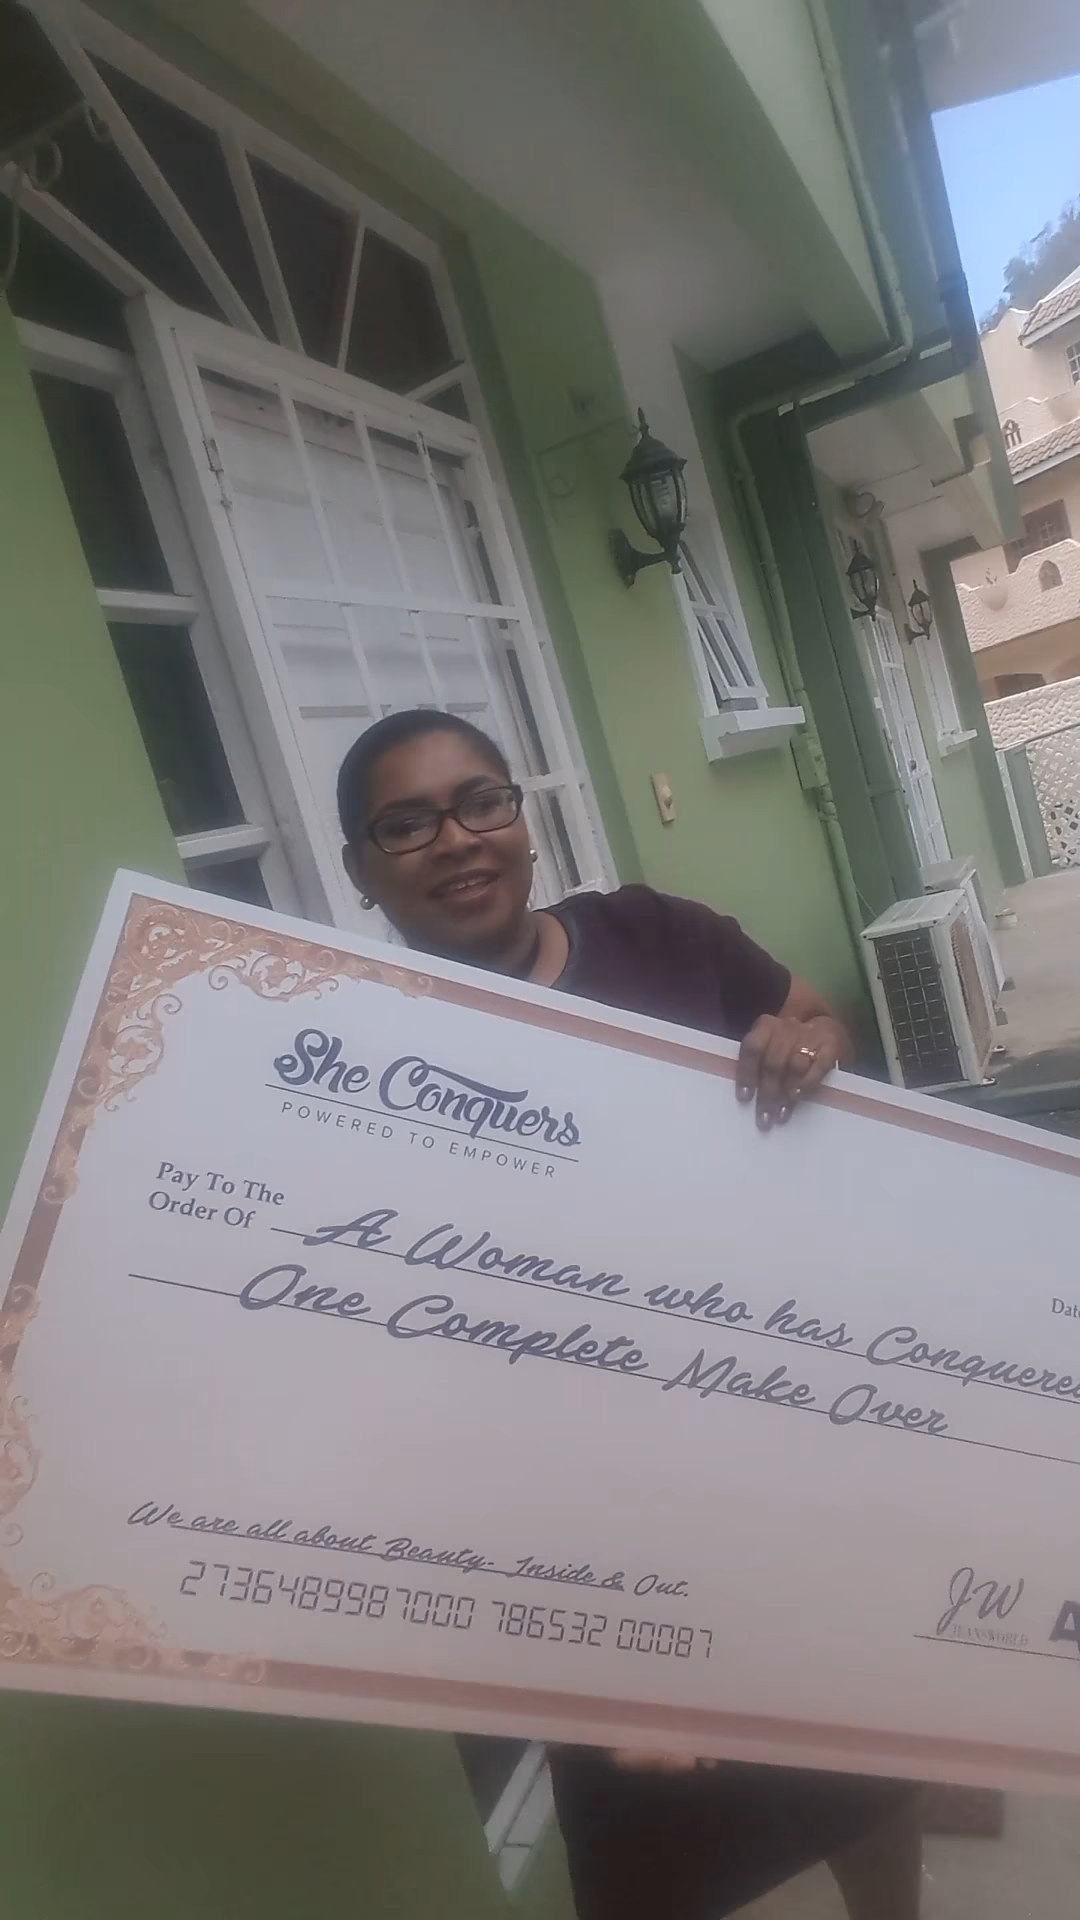 She Conquers
POWERED TO EMPOWER
Pay To The
Order Of A Woman who has Conquered
One Complete Make Over
We are all about Beauty- Inside & Out.
2736489987000 786532 00087
JW
JEANSWORLD